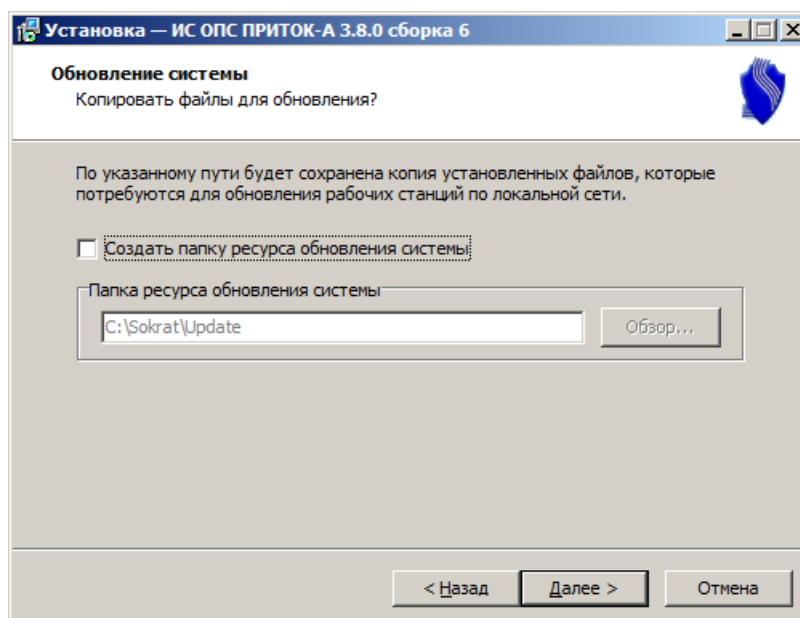 Установка — ИС ОПС ПРИТОК-А 3.8.0 сборка 6
Обновление системы
Копировать файлы для обновления?
По указанному пути будет сохранена копия установленных файлов, которые
потребуются для обновления рабочих станций по локальной сети.
Создать папку ресурса обновления системы
Папка ресурса обновления системы
C:\Sokrat\Update
Обзор...
< Назад
Далее >
Отмена